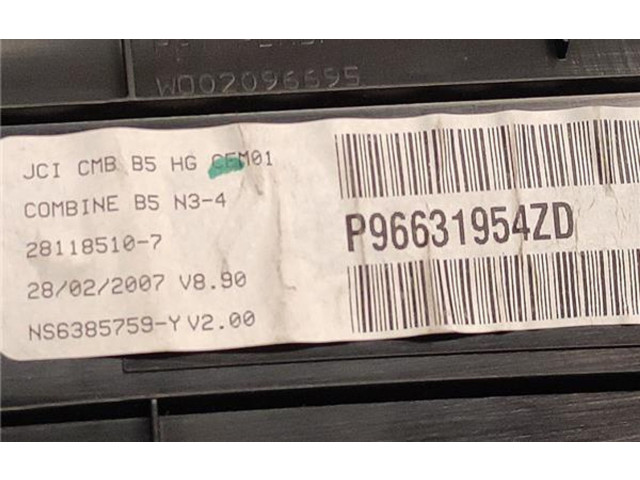 W002096695
JCI CMB B5 HG GEM01
COMBINE B5 N3-4
28118510-7
28/02/2007 V8.90
NS6385759-Y V2.00
P96631954ZD